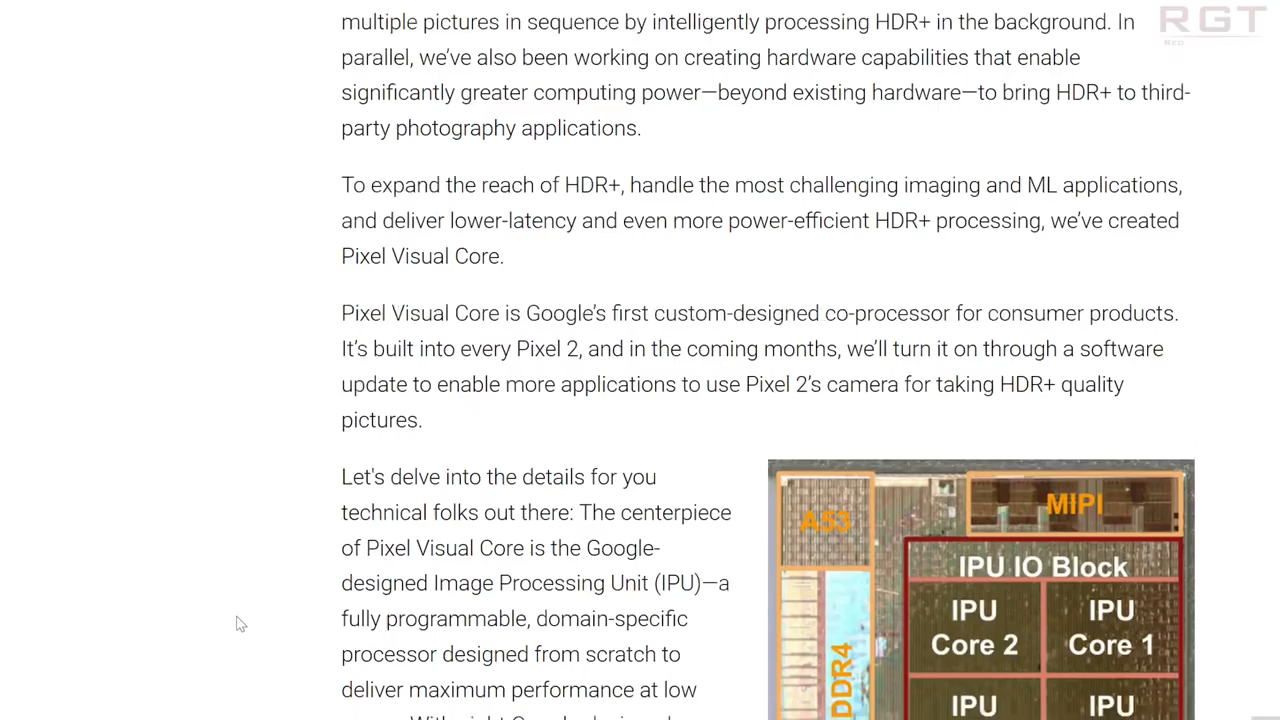 multiple pictures in sequence by intelligently processing HDR+ in the background. In
parallel, we’ve also been working on creating hardware capabilities that enable
significantly greater computing power—beyond existing hardware—to bring HDR+ to third-
party photography applications.
RGT
RED
To expand the reach of HDR+, handle the most challenging imaging and ML applications,
and deliver lower-latency and even more power-efficient HDR+ processing, we’ve created
Pixel Visual Core.
Pixel Visual Core is Google’s first custom-designed co-processor for consumer products.
It’s built into every Pixel 2, and in the coming months, we’ll turn it on through a software
update to enable more applications to use Pixel 2’s camera for taking HDR+ quality
pictures.
Let's delve into the details for you
technical folks out there: The centerpiece
of Pixel Visual Core is the Google-
designed Image Processing Unit (IPU)—a
fully programmable, domain-specific
processor designed from scratch to
deliver maximum performance at low
A53
MIPI
IPU IO Block
IPU
Core 2
IPU
Core 1
DDR4
IPU
IPU